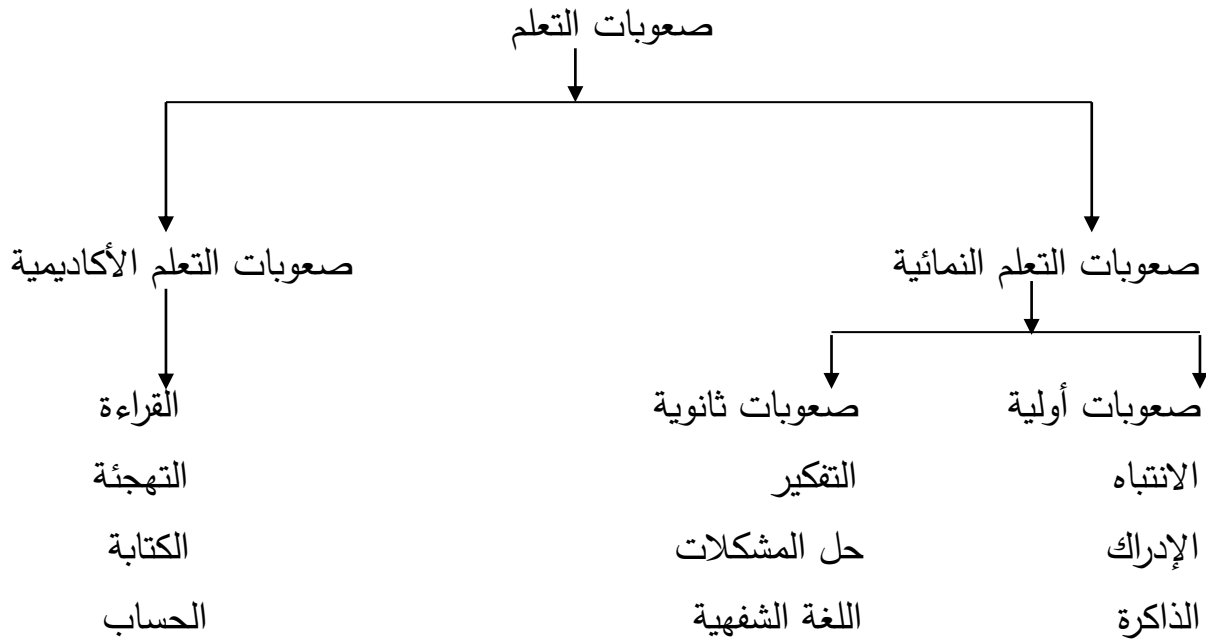 صعوبات التعلم
صعوبات التعلم النمائية
صعوبات التعلم الأكاديمية
صعوبات أولية
صعوبات ثانوية
القراءة
الانتباه
التفكير
التهجئة
الإدراك
حل المشكلات
الكتابة
الذاكرة
اللغة الشفهية
الحساب